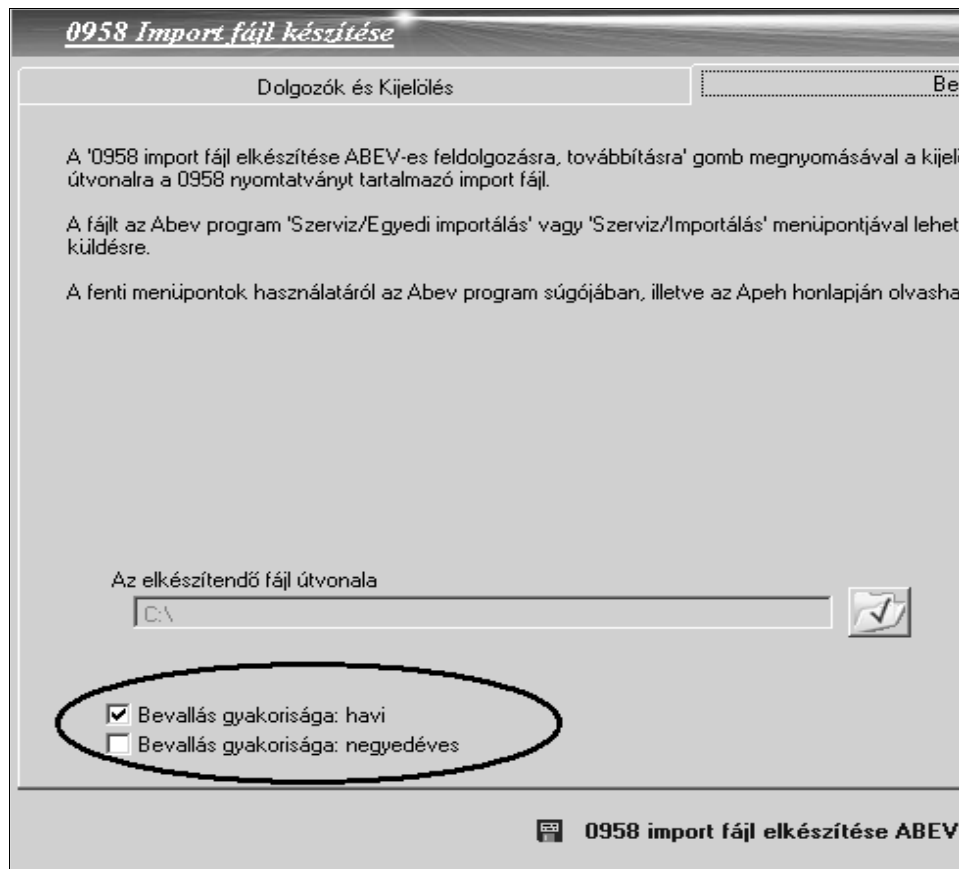 0958 Import fájl készítése
Dolgozók és Kijelölés
Be
A '0958 import fájl elkészítése ABEV-es feldolgozásra, továbbításra' gomb megnyomásával a kijel
útvonalra a 0958 nyomtatványt tartalmazó import fájl.
A fájlt az Abev program 'Szerviz/Egyedi importálás' vagy 'Szerviz/Importálás' menüpontjával lehet
küldésre.
A fenti menüpontok használatáról az Abev program súgójában, illetve az Apeh honlapján olvasha
Az elkészítendő fájl útvonala
C:\
Bevallás gyakorisága: havi
Bevallás gyakorisága: negyedéves
0958 import fájl elkészítése ABEV